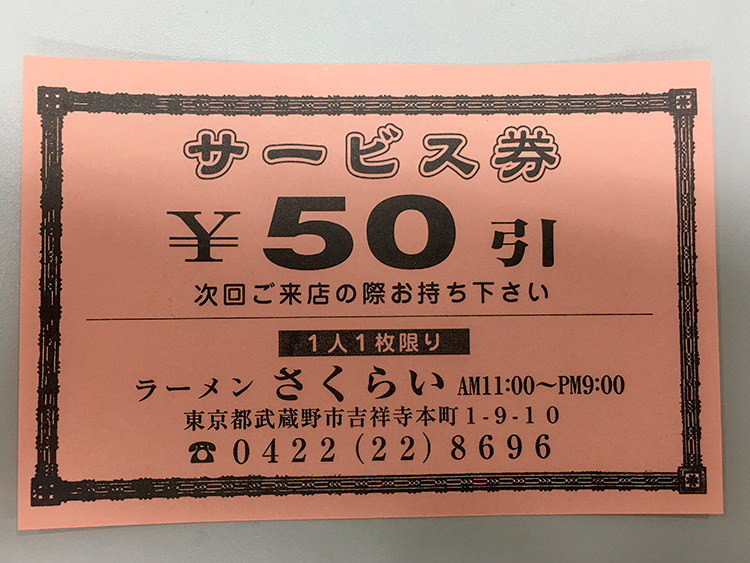 サービス券
¥50引
次回ご来店の際お持ち下さい
1人1枚限り
ラーメン さくらい AM11:00〜PM9:00
東京都武蔵野市吉祥寺本町1-9-10
☎0422(22)8696